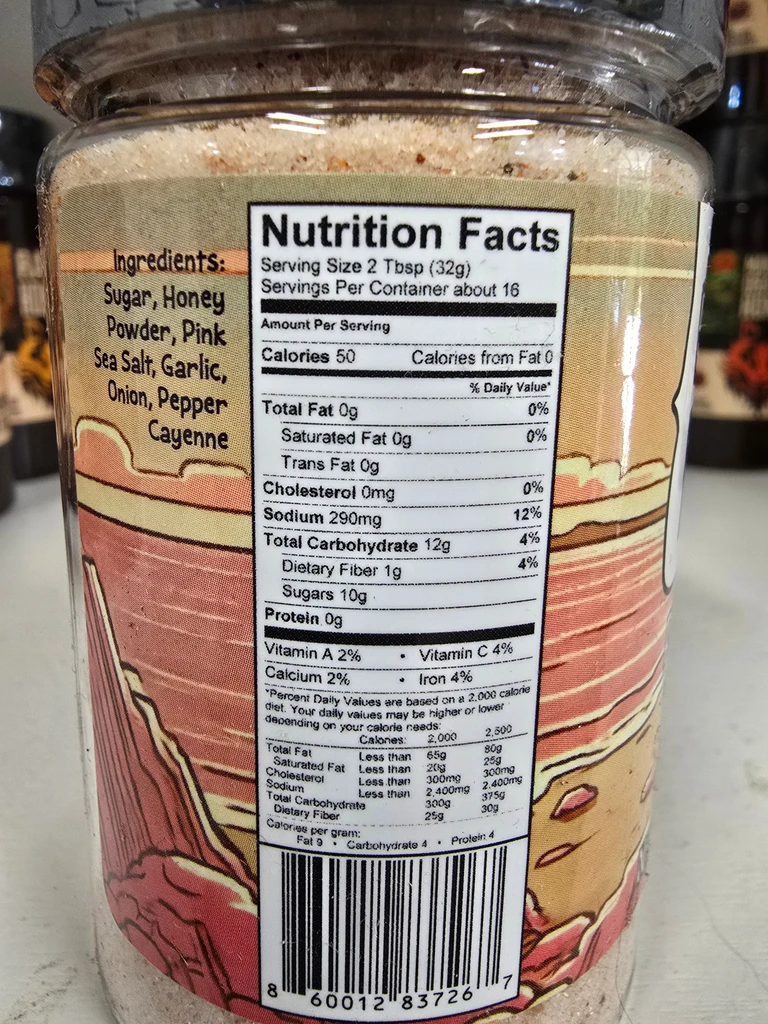 Ingredients:
Sugar, Honey
Powder, Pink
Sea Salt, Garlic,
Onion, Pepper
Cayenne
Nutrition Facts
Serving Size 2 Tbsp (32g)
Servings Per Container about 16
Amount Per Serving
Calories 50 Calories from Fat 0
% Daily Value*
Total Fat 0g 0%
Saturated Fat 0g 0%
Trans Fat 0g
Cholesterol 0mg 0%
Sodium 290mg 12%
Total Carbohydrate 12g 4%
Dietary Fiber 1g 4%
Sugars 10g
Protein 0g
Vitamin A 2% • Vitamin C 4%
Calcium 2% • Iron 4%
*Percent Daily Values are based on a 2,000 calorie
diet. Your daily values may be higher or lower
depending on your calorie needs:
Calories: 2,000 2,500
Total Fat Less than 65g 80g
Saturated Fat Less than 20g 25g
Cholesterol Less than 300mg 300mg
Sodium Less than 2,400mg 2,400mg
Total Carbohydrate 300g 375g
Dietary Fiber 25g 30g
Calories per gram:
Fat 9 • Carbohydrate 4 • Protein 4
8 60012 83726 7